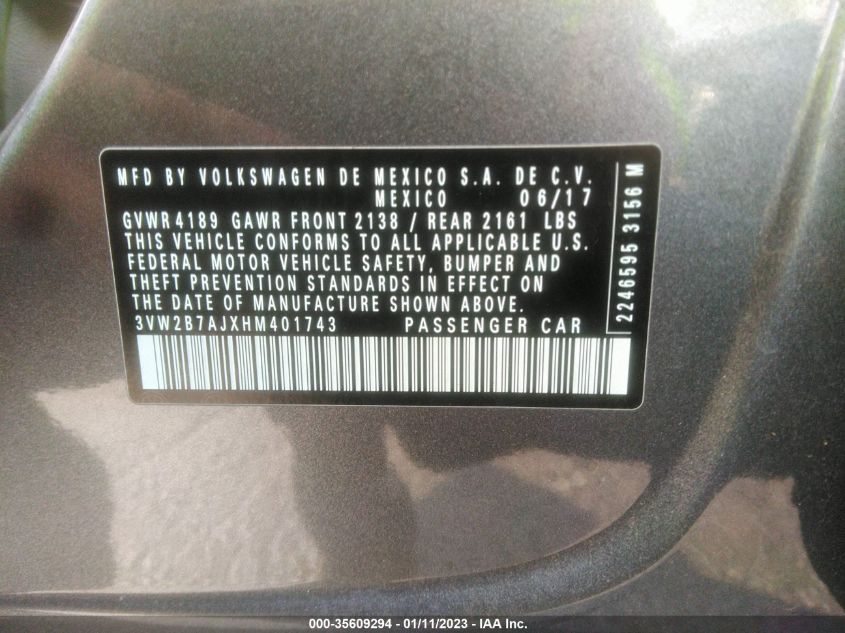 MFD BY VOLKSWAGEN DE MEXICO S.A. DE C.V.
MEXICO 06/17
GVWR 4189 GAWR FRONT 2138 / REAR 2161 LBS
THIS VEHICLE CONFORMS TO ALL APPLICABLE U.S.
FEDERAL MOTOR VEHICLE SAFETY, BUMPER AND
THEFT PREVENTION STANDARDS IN EFFECT ON
THE DATE OF MANUFACTURE SHOWN ABOVE.
3VW2B7AJXHM401743 PASSENGER CAR
2246595 3156 M
000-35609294 - 01/11/2023 - IAA Inc.